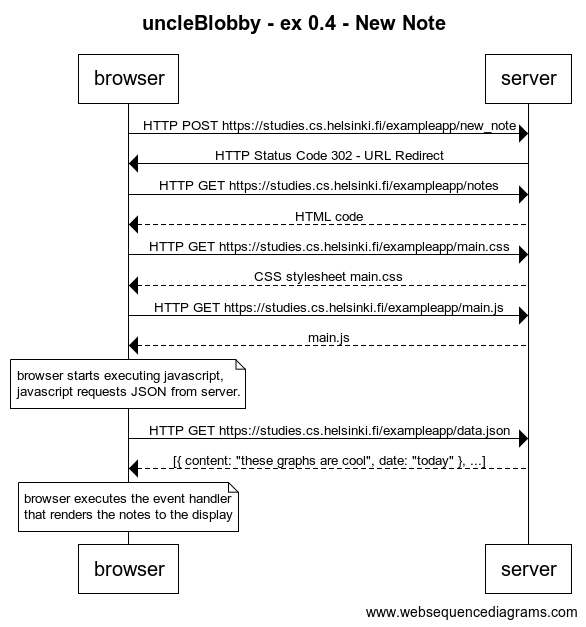 uncleBlobby - ex 0.4 - New Note
browser
server
HTTP POST https://studies.cs.helsinki.fi/exampleapp/new_note
HTTP Status Code 302 - URL Redirect
HTTP GET https://studies.cs.helsinki.fi/exampleapp/notes
HTML code
HTTP GET https://studies.cs.helsinki.fi/exampleapp/main.css
CSS stylesheet main.css
HTTP GET https://studies.cs.helsinki.fi/exampleapp/main.js
main.js
browser starts executing javascript,
javascript requests JSON from server.
HTTP GET https://studies.cs.helsinki.fi/exampleapp/data.json
[{ content: "these graphs are cool", date: "today" }, ...]
browser executes the event handler
that renders the notes to the display
browser
server
www.websequencediagrams.com